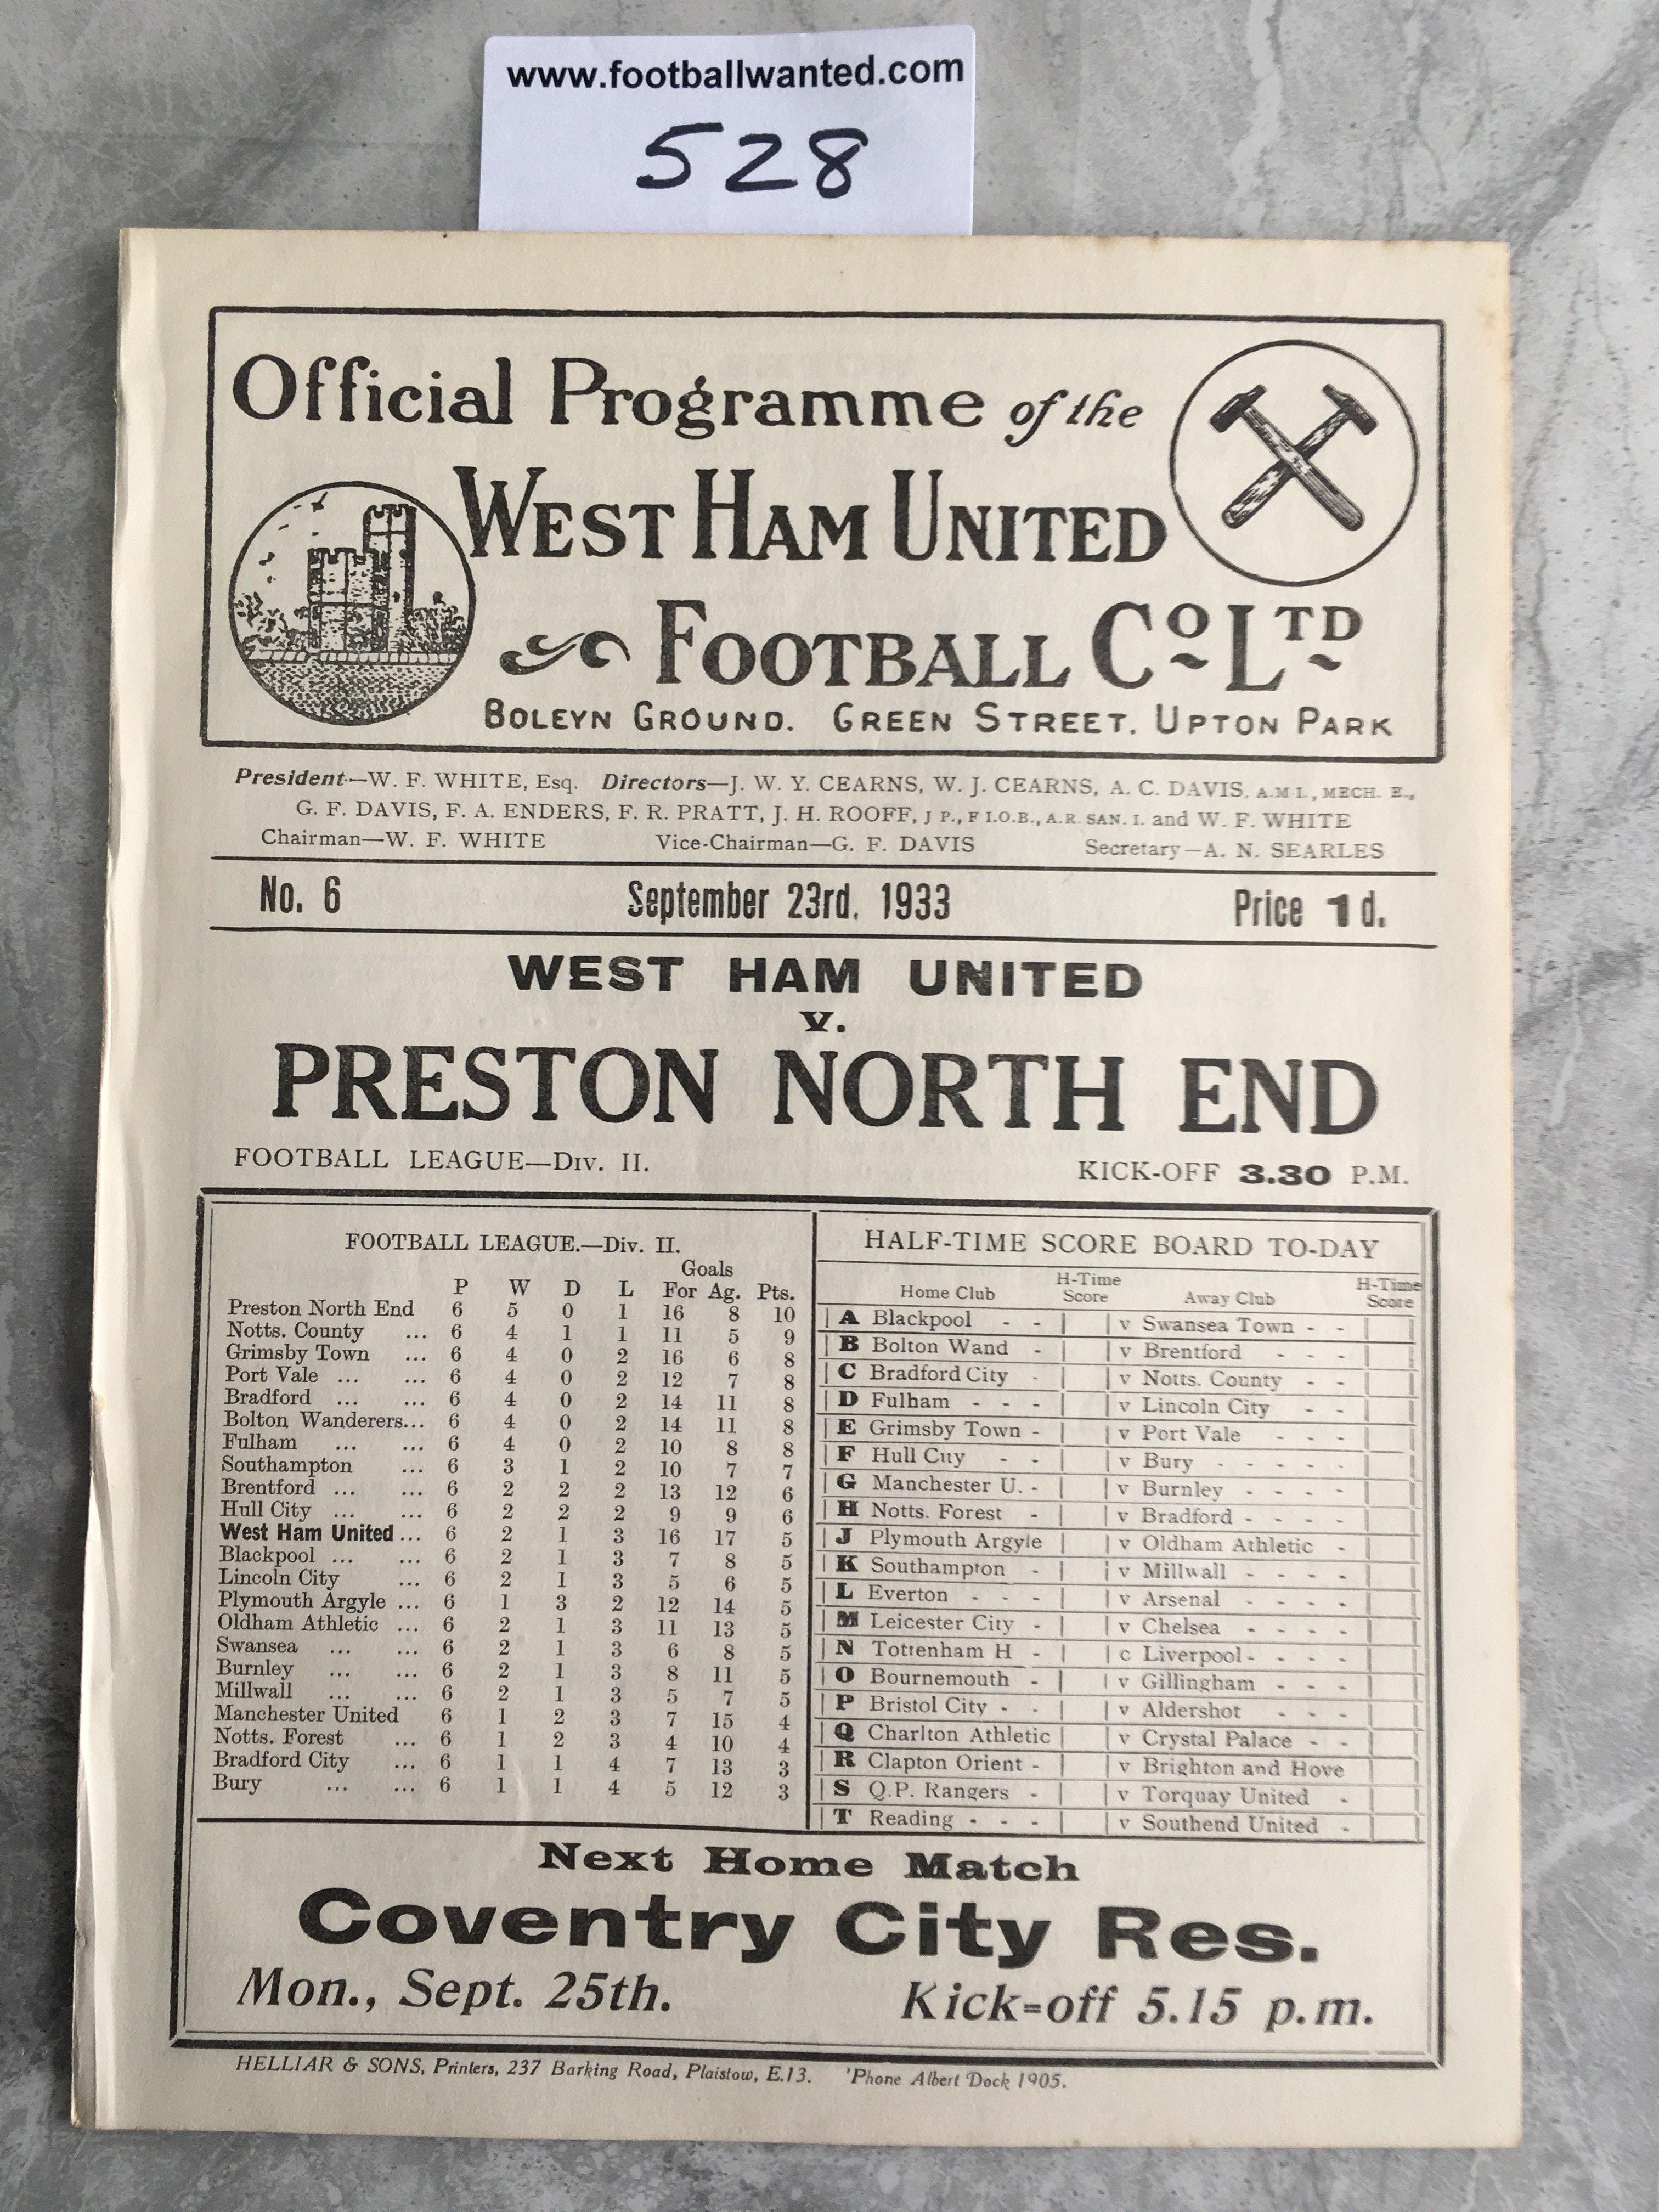 www.footballwanted.com
528
Official Programme of the
WEST HAM UNITED
FOOTBALL CO LTD
BOLEYN GROUND. GREEN STREET. UPTON PARK
President—W. F. WHITE, Esq. Directors—J. W. Y. CEARNS, W. J. CEARNS, A. C. DAVIS, A.M.I., MECH. E.,
G. F. DAVIS, F. A. ENDERS, F. R. PRATT, J. H. ROOFF, J P., F I.O.B., A.R. SAN. I. and W. F. WHITE
Chairman—W. F. WHITE Vice-Chairman—G. F. DAVIS Secretary—A. N. SEARLES
No. 6 September 23rd, 1933 Price 1d.
WEST HAM UNITED
v.
PRESTON NORTH END
FOOTBALL LEAGUE—Div. II. KICK-OFF 3.30 P.M.
FOOTBALL LEAGUE.—Div. II.
Goals
P W D L For Ag. Pts.
Preston North End 6 5 0 1 16 8 10
Notts. County ... 6 4 1 1 11 5 9
Grimsby Town ... 6 4 0 2 16 6 8
Port Vale ... ... 6 4 0 2 12 7 8
Bradford ... ... 6 4 0 2 14 11 8
Bolton Wanderers... 6 4 0 2 14 11 8
Fulham ... ... 6 4 0 2 10 8 8
Southampton ... 6 3 1 2 10 7 7
Brentford ... ... 6 2 2 2 13 12 6
Hull City ... ... 6 2 2 2 9 9 6
West Ham United ... 6 2 1 3 16 17 5
Blackpool ... ... 6 2 1 3 7 8 5
Lincoln City ... 6 2 1 3 5 6 5
Plymouth Argyle ... 6 1 3 2 12 14 5
Oldham Athletic ... 6 2 1 3 11 13 5
Swansea ... ... 6 2 1 3 6 8 5
Burnley ... ... 6 2 1 3 8 11 5
Millwall ... ... 6 2 1 3 5 7 5
Manchester United 6 1 2 3 7 15 4
Notts. Forest ... 6 1 2 3 4 10 4
Bradford City ... 6 1 1 4 7 13 3
Bury ... ... 6 1 1 4 5 12 3
HALF-TIME SCORE BOARD TO-DAY
Home Club H-Time Score Away Club H-Time Score
A Blackpool - - v Swansea Town - -
B Bolton Wand - v Brentford - - -
C Bradford City - v Notts. County - -
D Fulham - - - v Lincoln City - -
E Grimsby Town - v Port Vale - - -
F Hull City - - v Bury - - - - -
G Manchester U. - v Burnley - - - -
H Notts. Forest - v Bradford - - - -
J Plymouth Argyle v Oldham Athletic -
K Southampton - v Millwall - - - -
L Everton - - - v Arsenal - - - -
M Leicester City - v Chelsea - - - -
N Tottenham H - c Liverpool - - - -
O Bournemouth - v Gillingham - - -
P Bristol City - - v Aldershot - - -
Q Charlton Athletic v Crystal Palace - -
R Clapton Orient - v Brighton and Hove
S Q.P. Rangers - v Torquay United -
T Reading - - - v Southend United -
Next Home Match
Coventry City Res.
Mon., Sept. 25th. Kick-off 5.15 p.m.
HELLIAR & SONS, Printers, 237 Barking Road, Plaistow, E.13. 'Phone Albert Dock 1905.